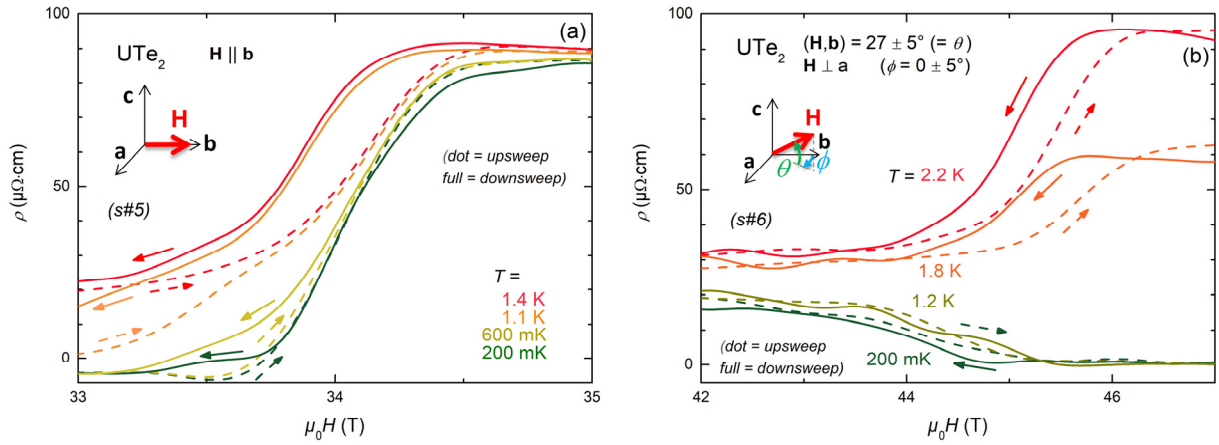 (a)
UTe₂
H || b
c
H
b
a
(s#5)
(dot = upsweep
full = downsweep)
T =
1.4 K
1.1 K
600 mK
200 mK
100
50
0
ρ (μΩ·cm)
33
34
35
μ₀H (T)
(b)
UTe₂
(H,b) = 27 ± 5° (= θ)
H ⊥ a (ϕ = 0 ± 5°)
c
H
b
a
θ
ϕ
T = 2.2 K
(s#6)
1.8 K
1.2 K
200 mK
(dot = upsweep
full = downsweep)
100
50
0
ρ (μΩ·cm)
42
44
46
μ₀H (T)